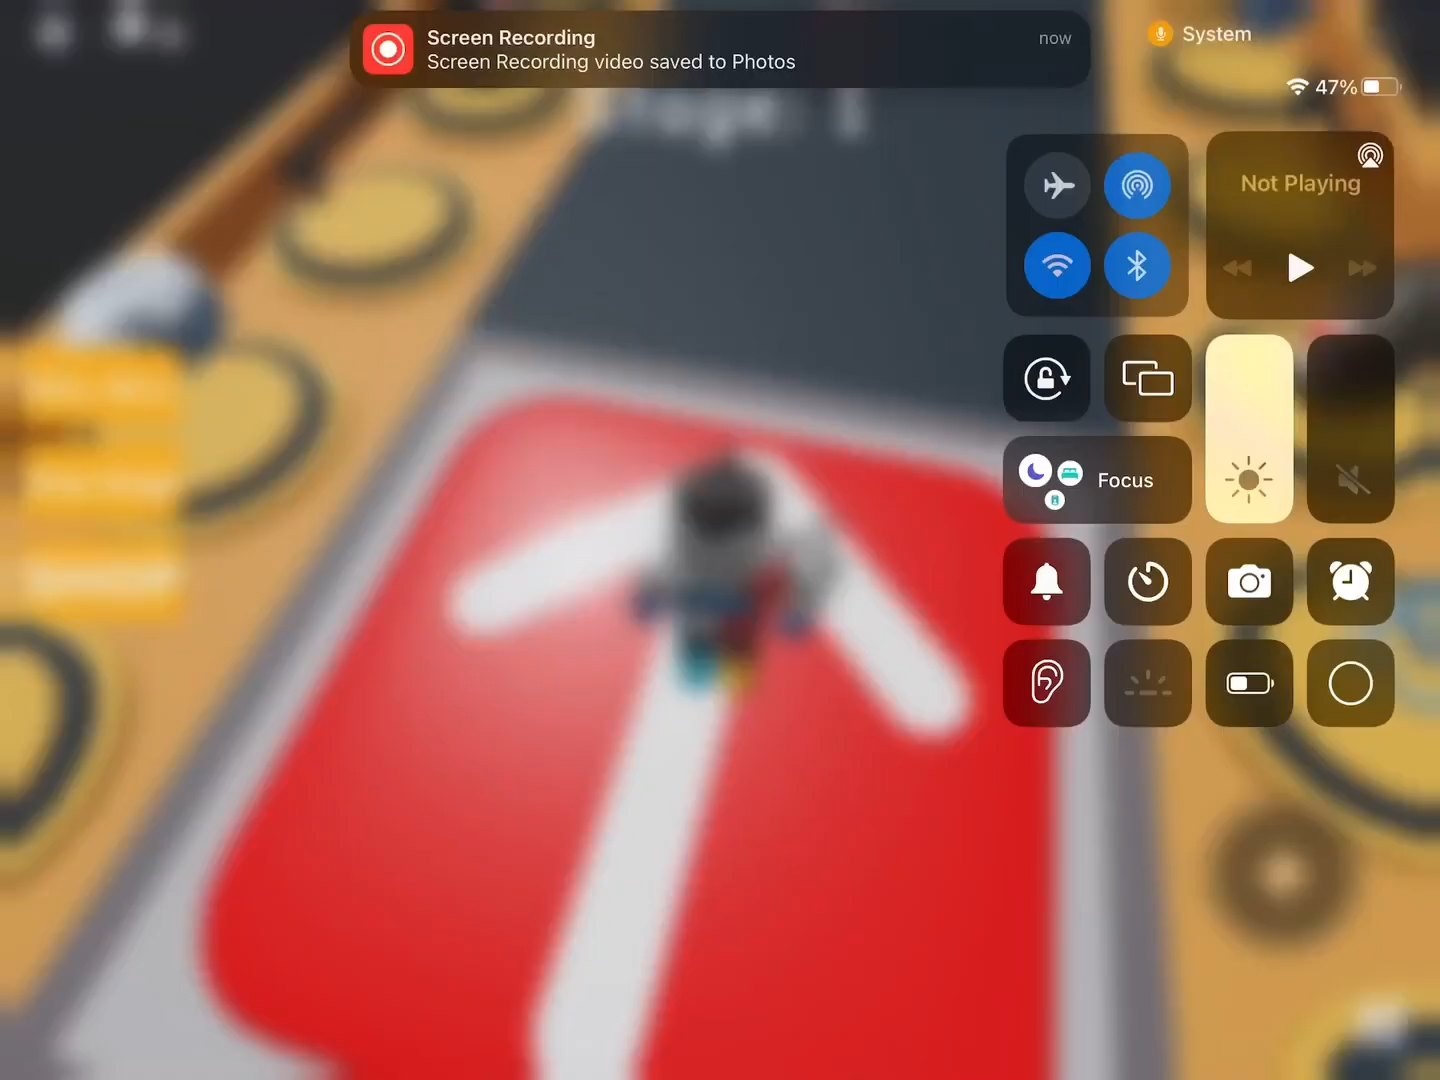 Screen Recording
now
Screen Recording video saved to Photos
System
47%
Not Playing
Focus